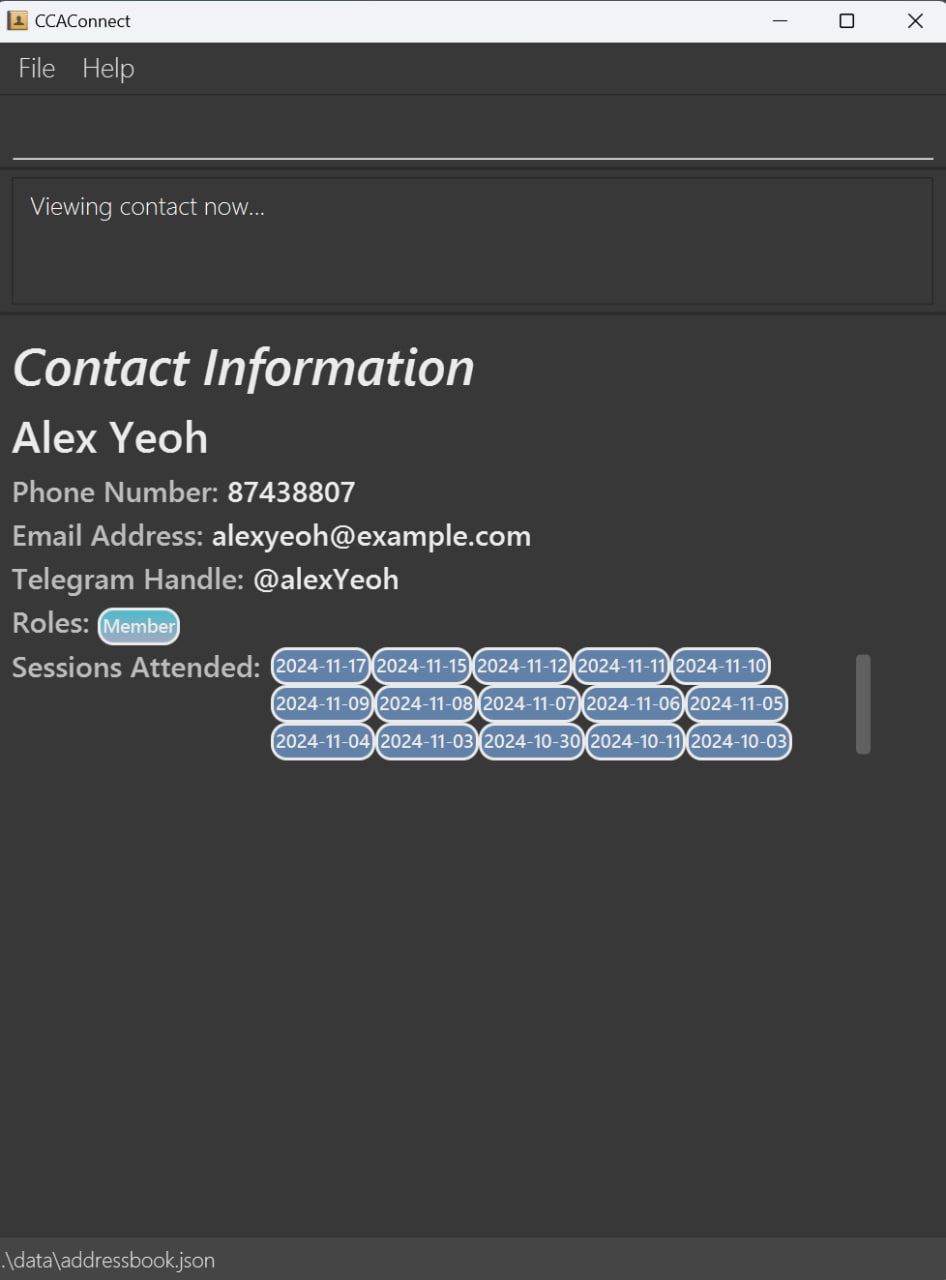 CCAConnect
File Help
Viewing contact now...
Contact Information
Alex Yeoh
Phone Number: 87438807
Email Address: alexyeoh@example.com
Telegram Handle: @alexYeoh
Roles: Member
Sessions Attended: 2024-11-17 2024-11-15 2024-11-12 2024-11-11 2024-11-10
2024-11-09 2024-11-08 2024-11-07 2024-11-06 2024-11-05
2024-11-04 2024-11-03 2024-10-30 2024-10-11 2024-10-03
.\data\addressbook.json